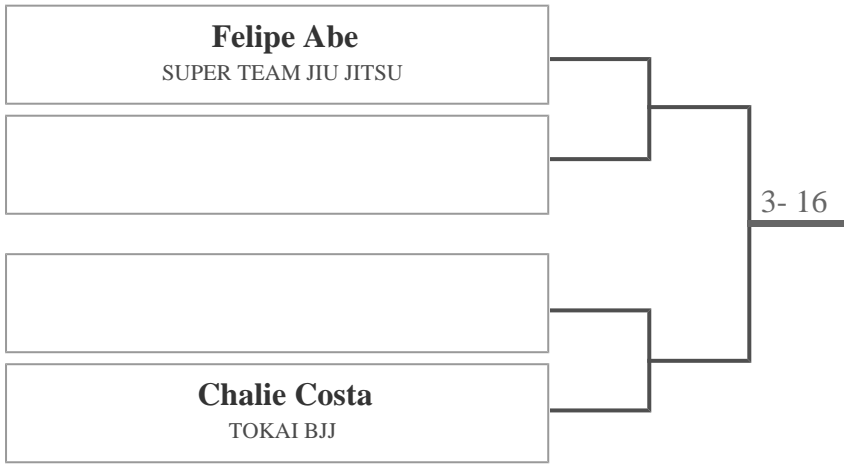 Felipe Abe
SUPER TEAM JIU JITSU
3- 16
Chalie Costa
TOKAI BJJ